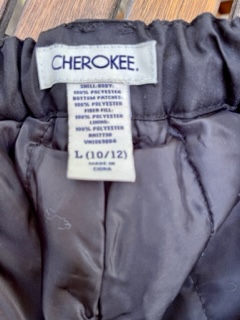 CHEROKEE.
SHELL-BODY:
100% POLYESTER
BOTTOM PATCHES:
100% POLYESTER
FIBER FILL:
100% POLYESTER
LINING:
100% POLYESTER
L (10/12)
MADE IN
CHINA